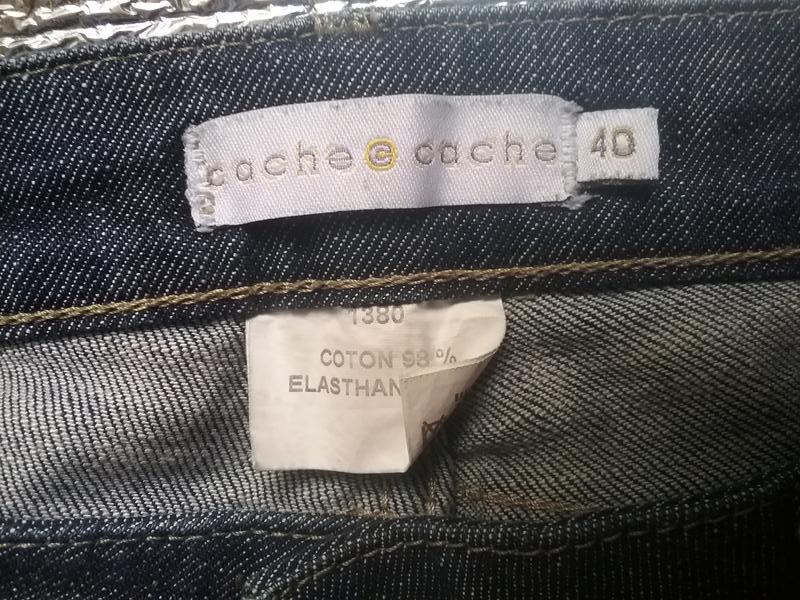 cache c cache
40
1380
COTON 98%
ELASTHAN